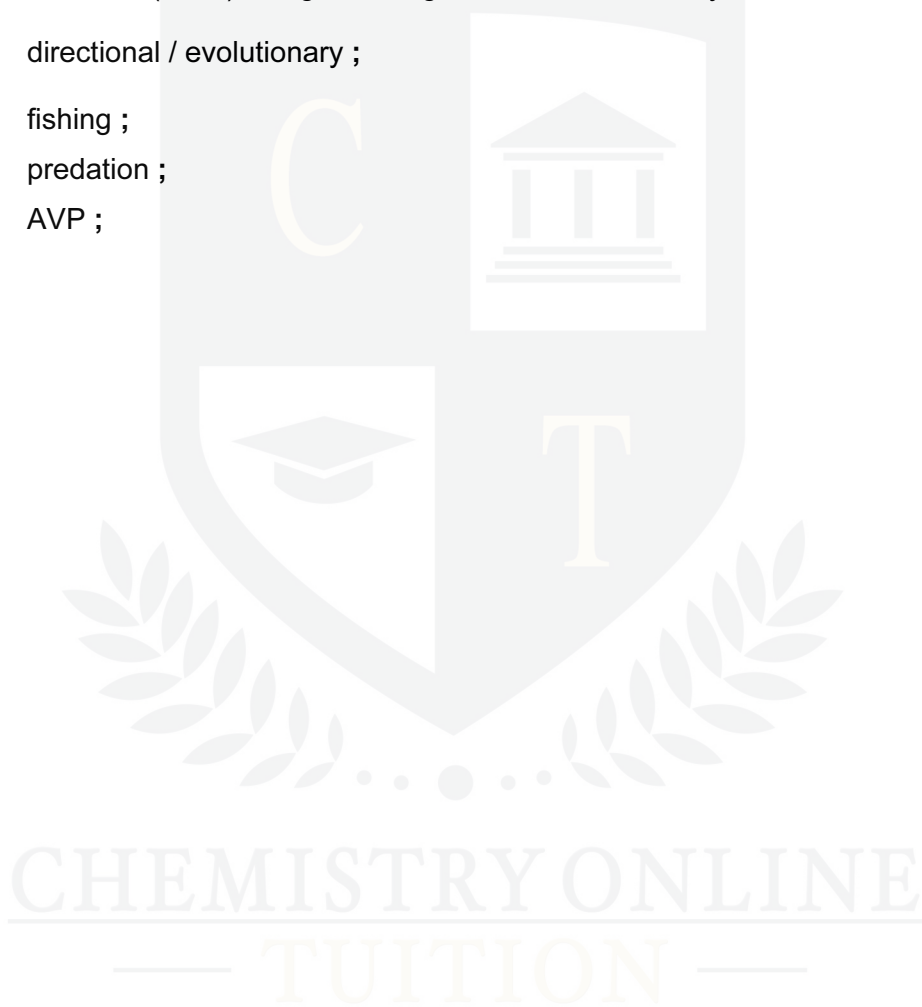 directional / evolutionary ;
fishing ;
predation ;
AVP ;
C
T
CHEMISTRY ONLINE
TUITION